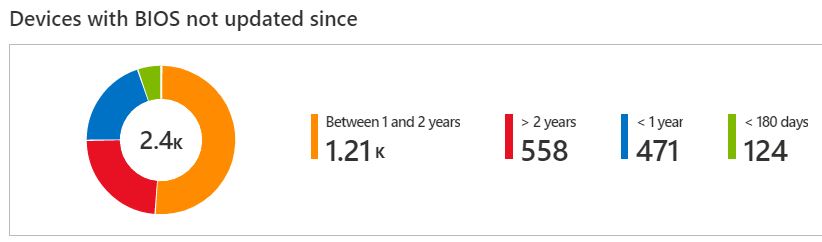 Devices with BIOS not updated since
2.4K
Between 1 and 2 years
1.21 K
> 2 years
558
< 1 year
471
< 180 days
124